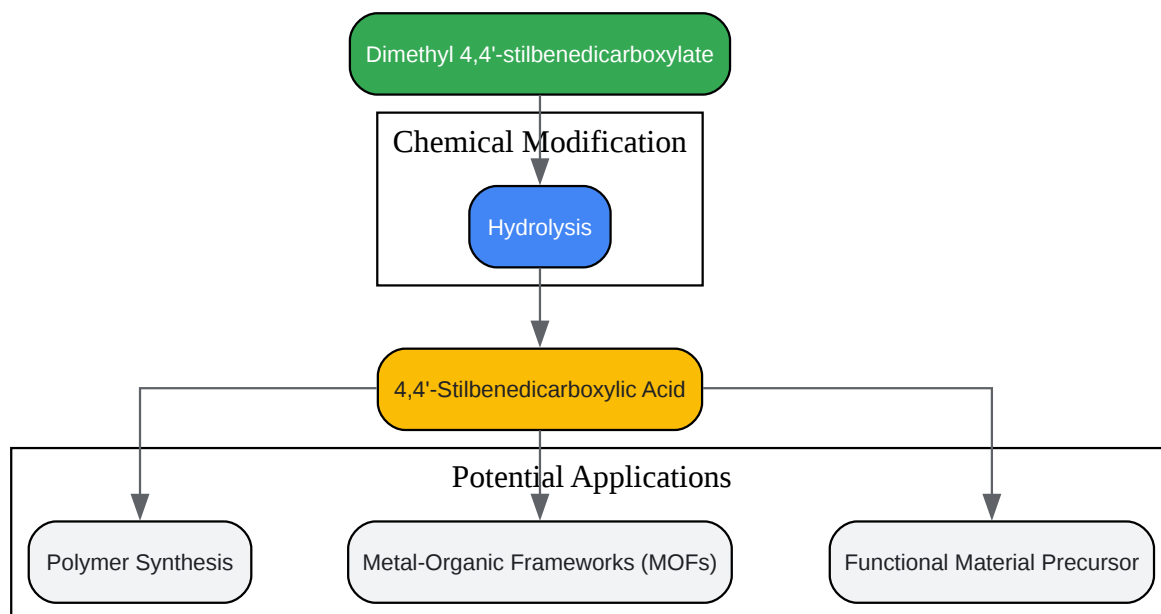 Dimethyl 4,4'-stilbenedicarboxylate
Chemical Modification
Hydrolysis
4,4'-Stilbenedicarboxylic Acid
Potential Applications
Polymer Synthesis
Metal-Organic Frameworks (MOFs)
Functional Material Precursor